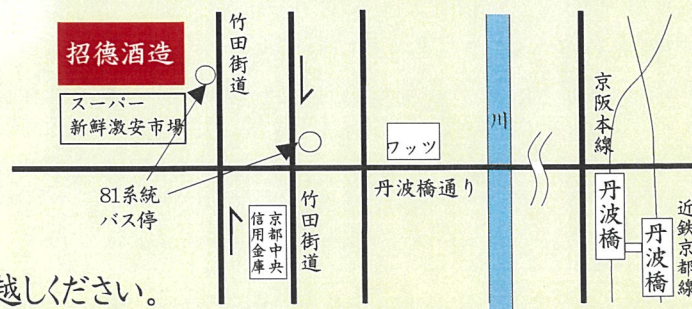 招德酒造
スーパー
新鮮激安市場
竹田街道
81系統
バス停
京都中央
信用金庫
竹田街道
ワッツ
丹波橋通り
川
京阪本線
丹波橋
丹波橋
近鉄京都線
越しください。